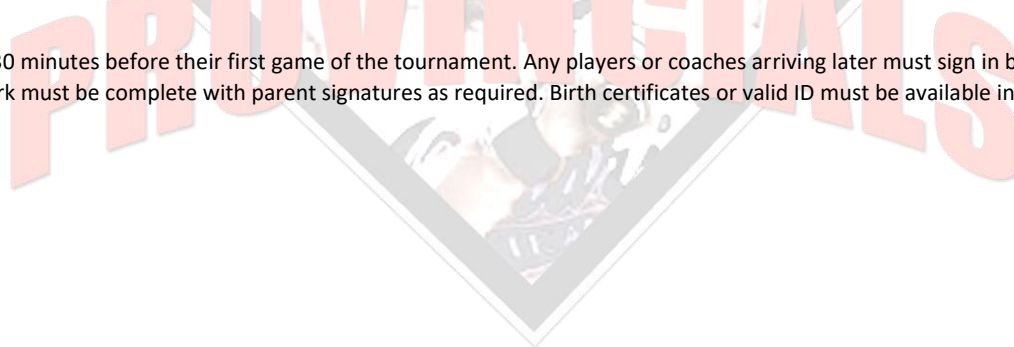 PROVINCIALS
30 minutes before their first game of the tournament. Any players or coaches arriving later must sign in b
rk must be complete with parent signatures as required. Birth certificates or valid ID must be available in